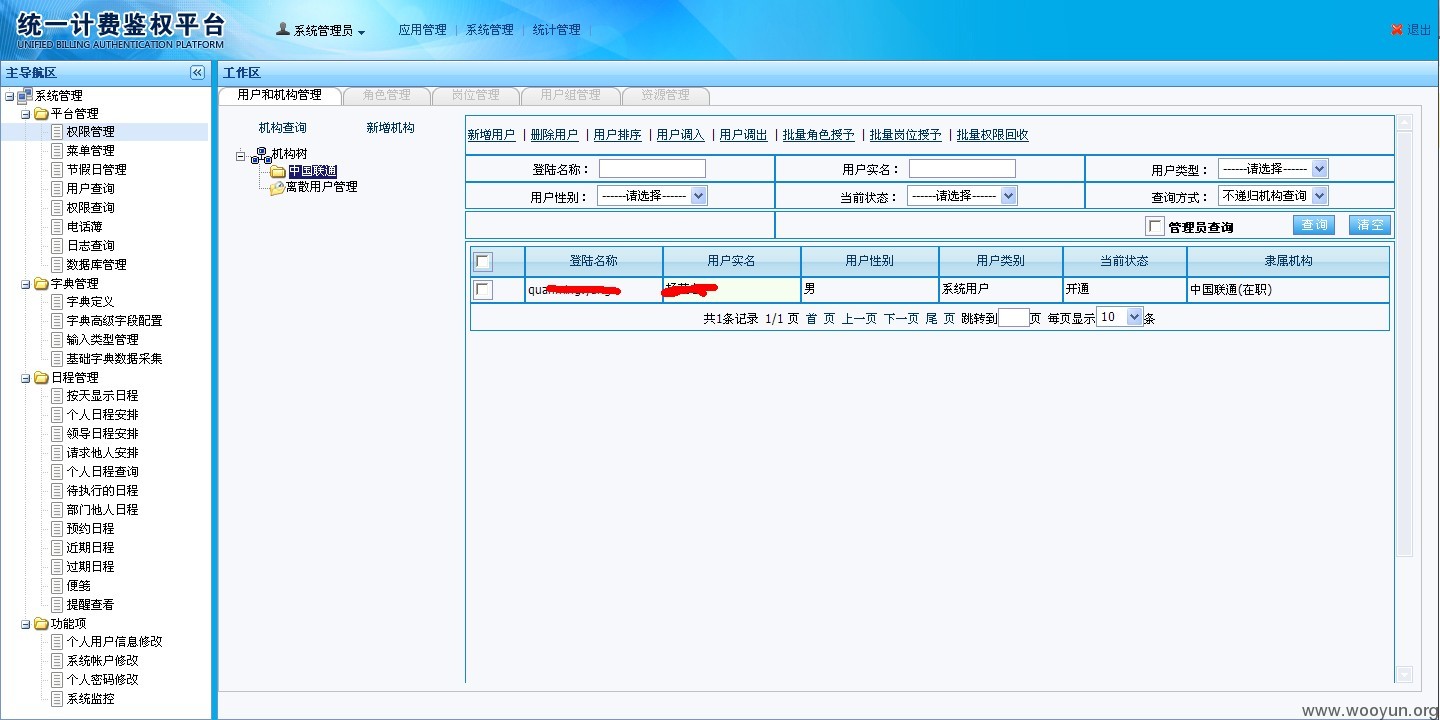 统一计费鉴权平台
UNIFIED BILLING AUTHENTICATION PLATFORM
系统管理员 应用管理 | 系统管理 | 统计管理 |
退出
主导航区
系统管理
平台管理
权限管理
菜单管理
节假日管理
用户查询
权限查询
电话簿
日志查询
数据库管理
字典管理
字典定义
字典高级字段配置
输入类型管理
基础字典数据采集
日程管理
按天显示日程
个人日程安排
领导日程安排
请求他人安排
个人日程查询
待执行的日程
部门他人日程
预约日程
近期日程
过期日程
便笺
提醒查看
功能项
个人用户信息修改
系统帐户修改
个人密码修改
系统监控
工作区
用户和机构管理 角色管理 岗位管理 用户组管理 资源管理
机构查询 新增机构
机构树
中国联通
离散用户管理
新增用户 | 删除用户 | 用户排序 | 用户调入 | 用户调出 | 批量角色授予 | 批量岗位授予 | 批量权限回收
登陆名称： 用户实名： 用户类型： ------请选择------
用户性别： ------请选择------ 当前状态： ------请选择------ 查询方式： 不递归机构查询
管理员查询 查询 清空
登陆名称 用户实名 用户性别 用户类别 当前状态 隶属机构
男 系统用户 开通 中国联通(在职)
共1条记录 1/1 页 首 页 上一页 下一页 尾 页 跳转到 页 每页显示 10 条
www.wooyun.org